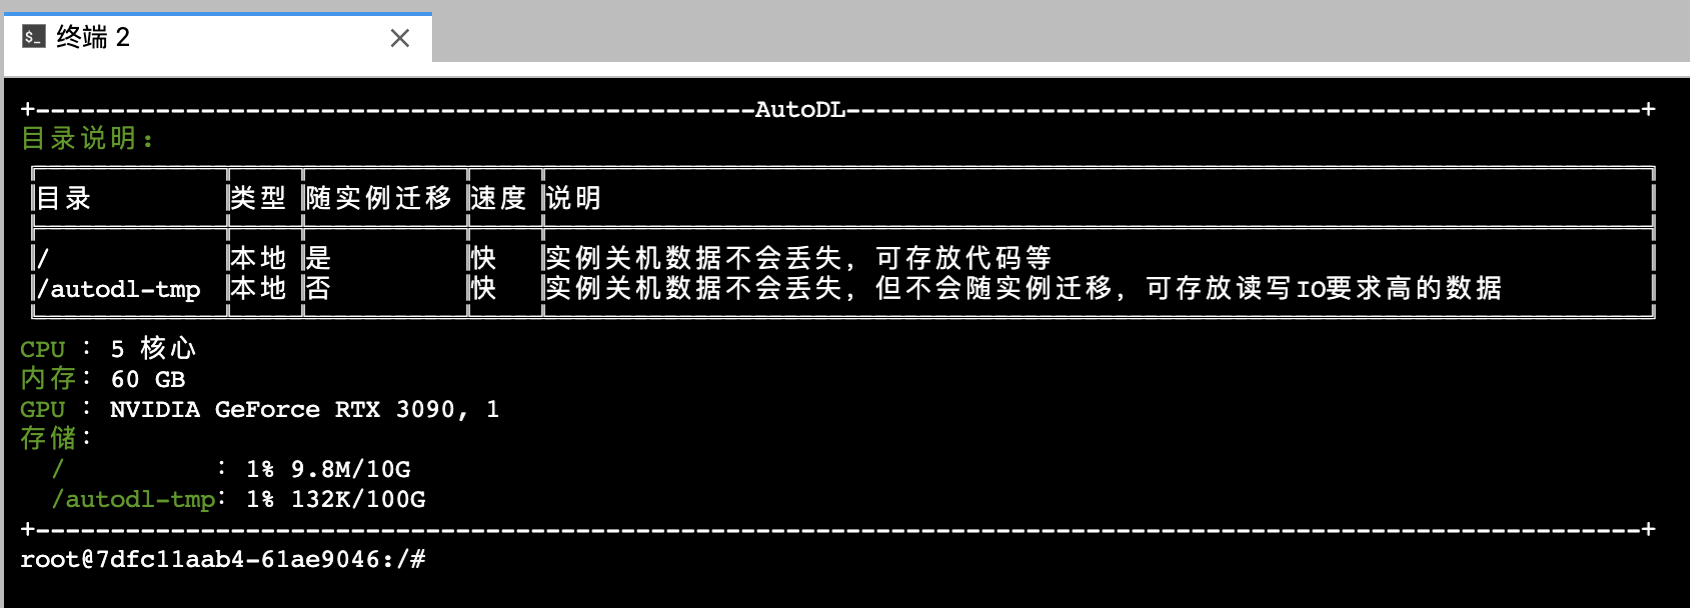 终端 2
+------------------------------------------------AutoDL-----------------------------------------------------+
目录说明：
目录 类型 随实例迁移 速度 说明
/ 本地 是 快 实例关机数据不会丢失，可存放代码等
/autodl-tmp 本地 否 快 实例关机数据不会丢失，但不会随实例迁移，可存放读写IO要求高的数据
CPU ： 5 核心
内存： 60 GB
GPU ： NVIDIA GeForce RTX 3090, 1
存储：
/ ： 1% 9.8M/10G
/autodl-tmp： 1% 132K/100G
+-----------------------------------------------------------------------------------------------------------+
root@7dfc11aab4-61ae9046:/#